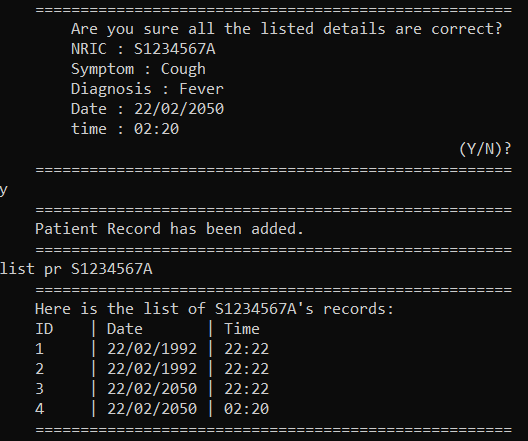 =====================================================
Are you sure all the listed details are correct?
NRIC : S1234567A
Symptom : Cough
Diagnosis : Fever
Date : 22/02/2050
time : 02:20
(Y/N)?
=====================================================
y
=====================================================
Patient Record has been added.
=====================================================
list pr S1234567A
=====================================================
Here is the list of S1234567A's records:
ID    | Date       | Time
1     | 22/02/1992 | 22:22
2     | 22/02/1992 | 22:22
3     | 22/02/2050 | 22:22
4     | 22/02/2050 | 02:20
=====================================================